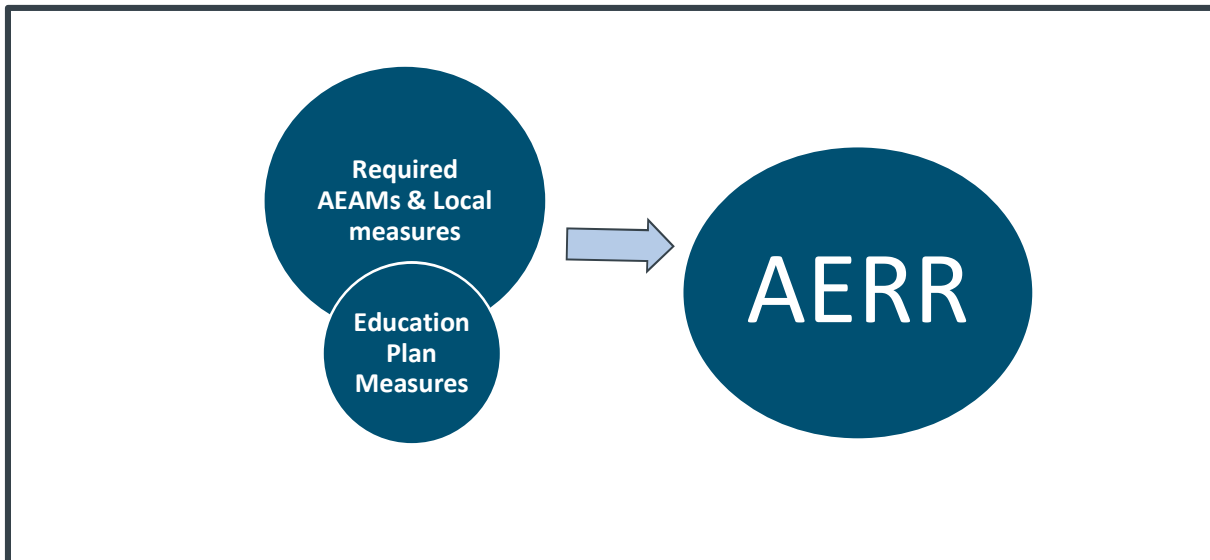 Required
AEAMs & Local
measures
Education
Plan
Measures
AERR